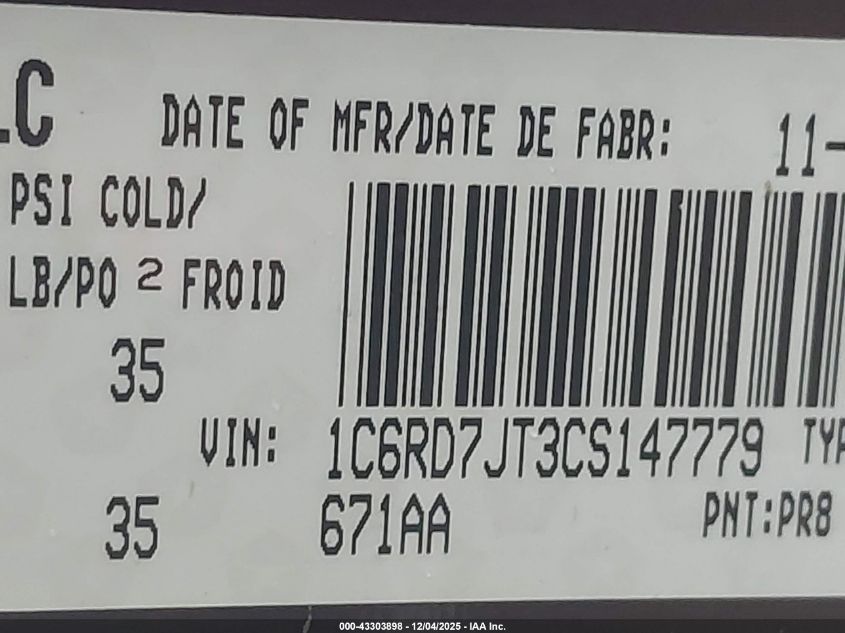 LC DATE OF MFR/DATE DE FABR: 11-
PSI COLD/
LB/PO 2 FROID
35
VIN: 1C6RD7JT3CS147779 TYP
35 671AA PNT:PR8
000-43303898 - 12/04/2025 - IAA Inc.